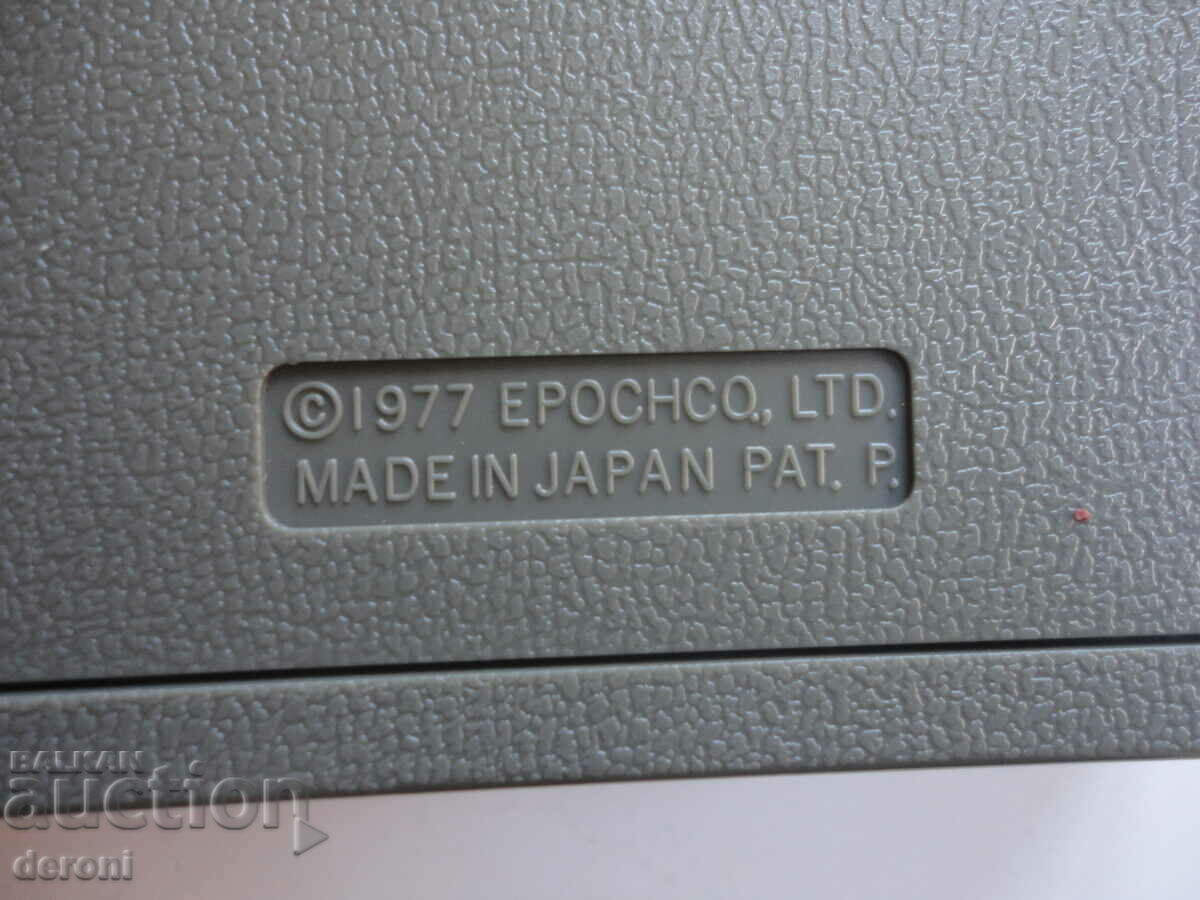 ©1977 EPOCHCO., LTD.
MADE IN JAPAN PAT. P.
BALKAN
auction
deroni